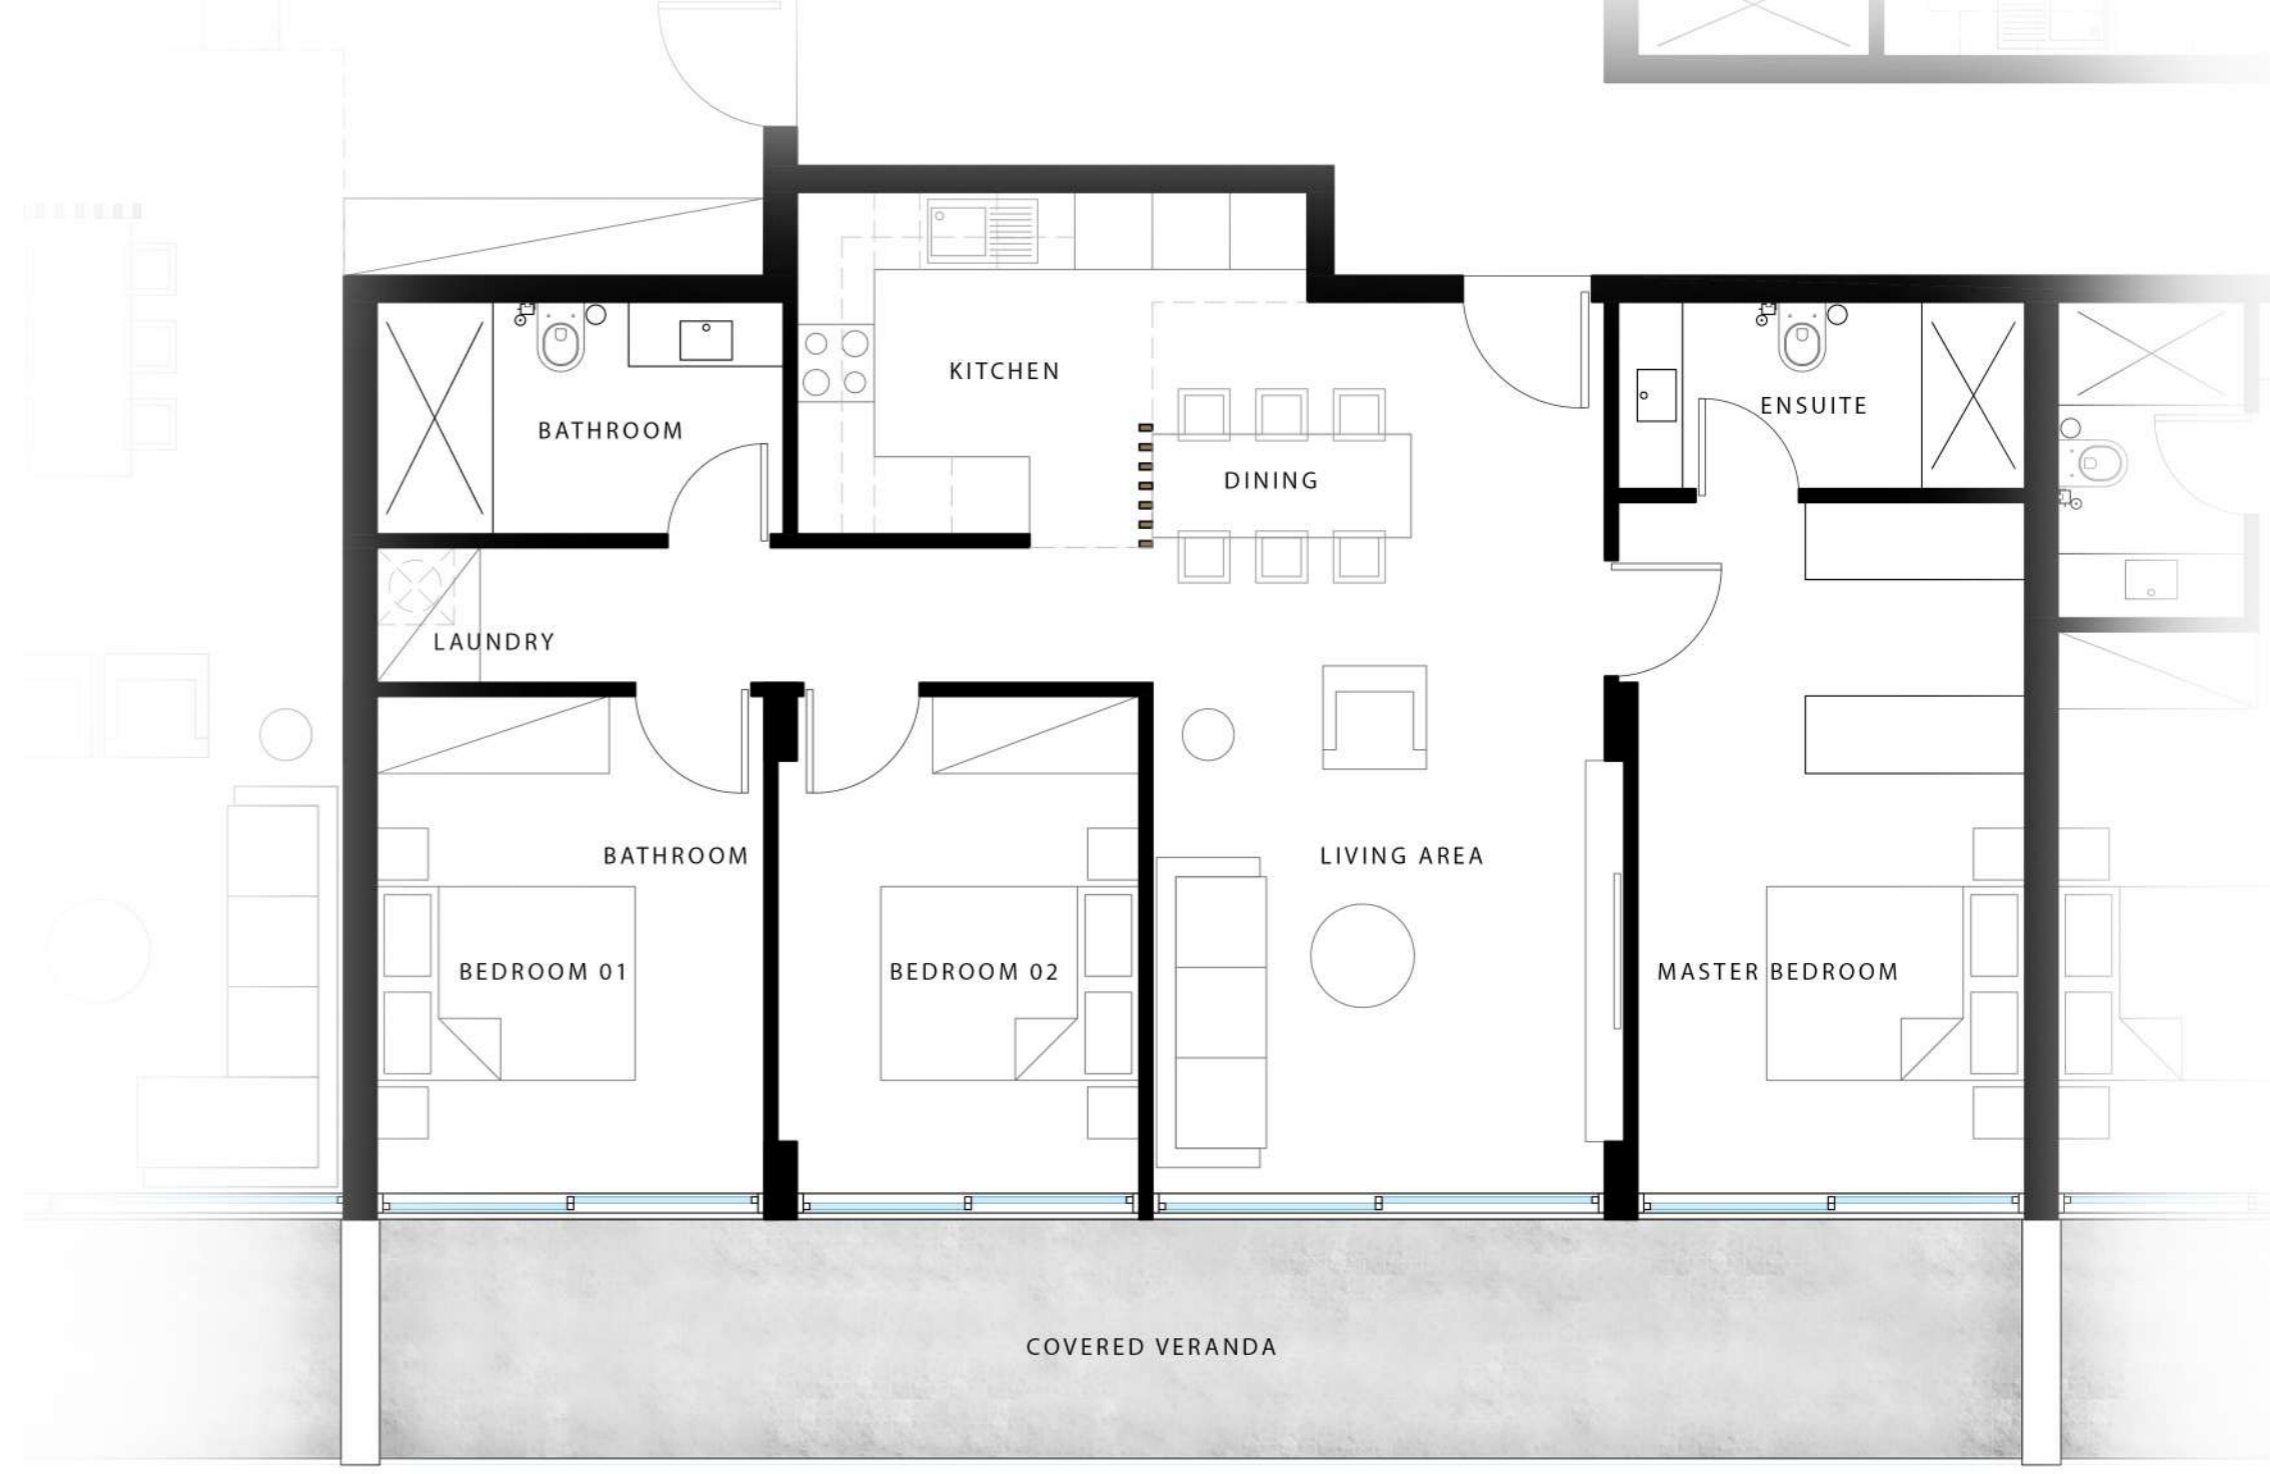 KITCHEN
ENSUITE
BATHROOM
DINING
LAUNDRY
BATHROOM
LIVING AREA
BEDROOM 01
BEDROOM 02
MASTER BEDROOM
COVERED VERANDA